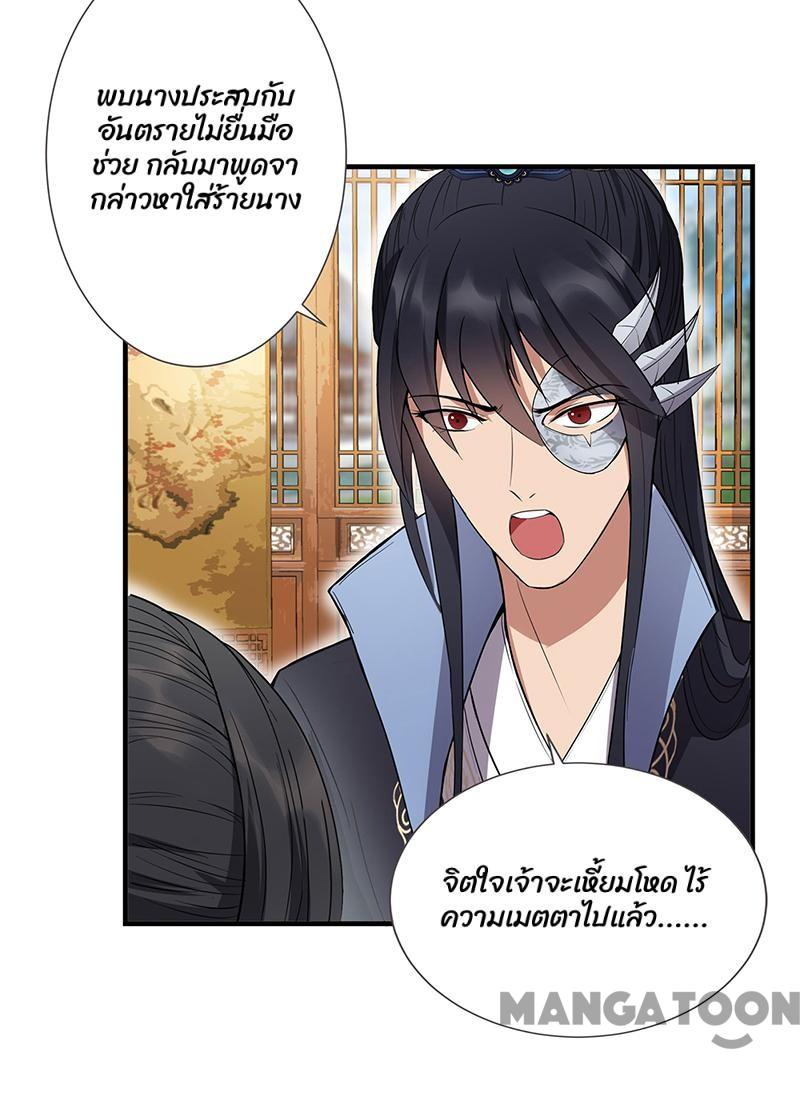 พบนางประสบกับ
อันตรายไม่ยื่นมือ
ช่วย กลับมาพูดจา
กล่าวหาใส่ร้ายนาง
จิตใจเจ้าจะเหี้ยมโหด ไร้
ความเมตตาไปแล้ว......
MANGATOON